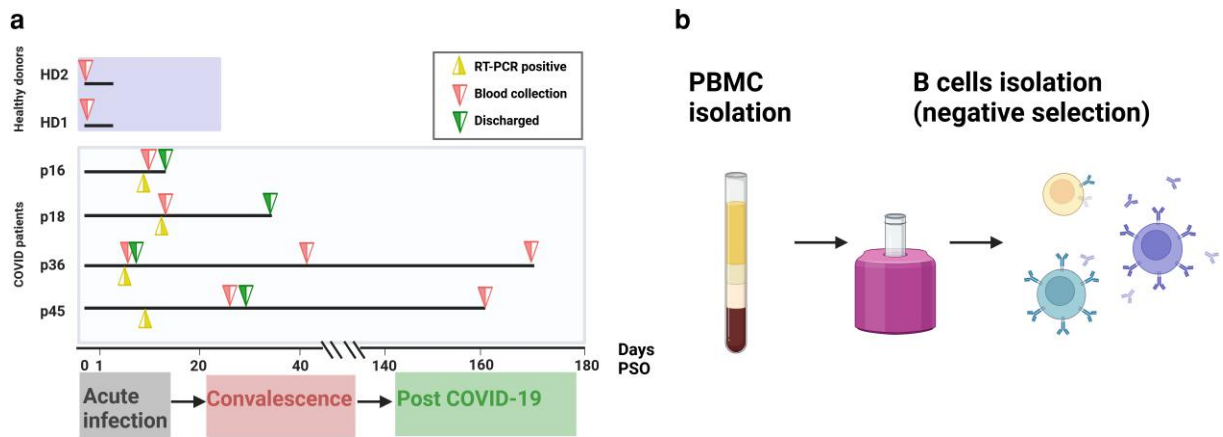 a
Healthy donors
HD2
HD1
RT-PCR positive
Blood collection
Discharged
COVID patients
p16
p18
p36
p45
0 1 20 40 140 160 180
Days
PSO
Acute
infection
Convalescence
Post COVID-19
b
PBMC
isolation
B cells isolation
(negative selection)